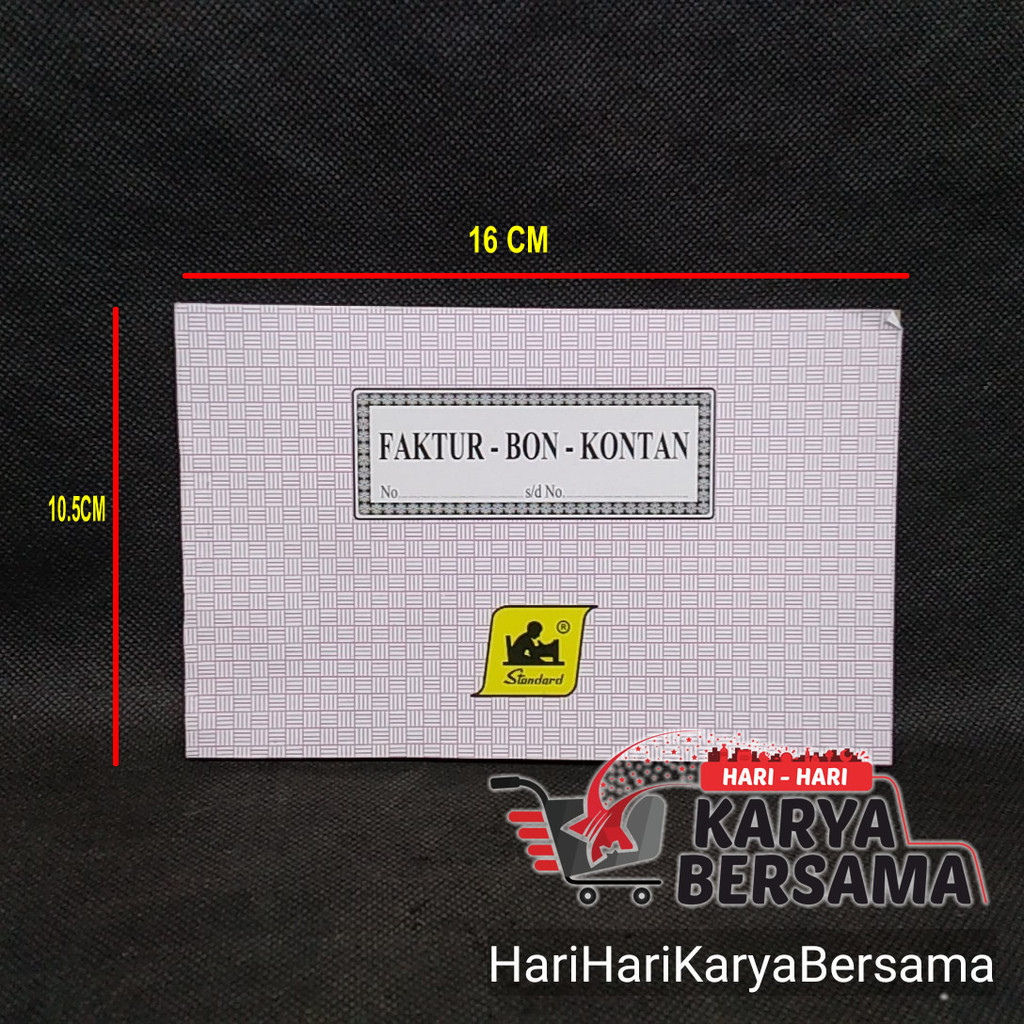 16 CM
10.5CM
FAKTUR - BON - KONTAN
No. s/d No.
®
Standard
HARI - HARI
KARYA
BERSAMA
HariHariKaryaBersama